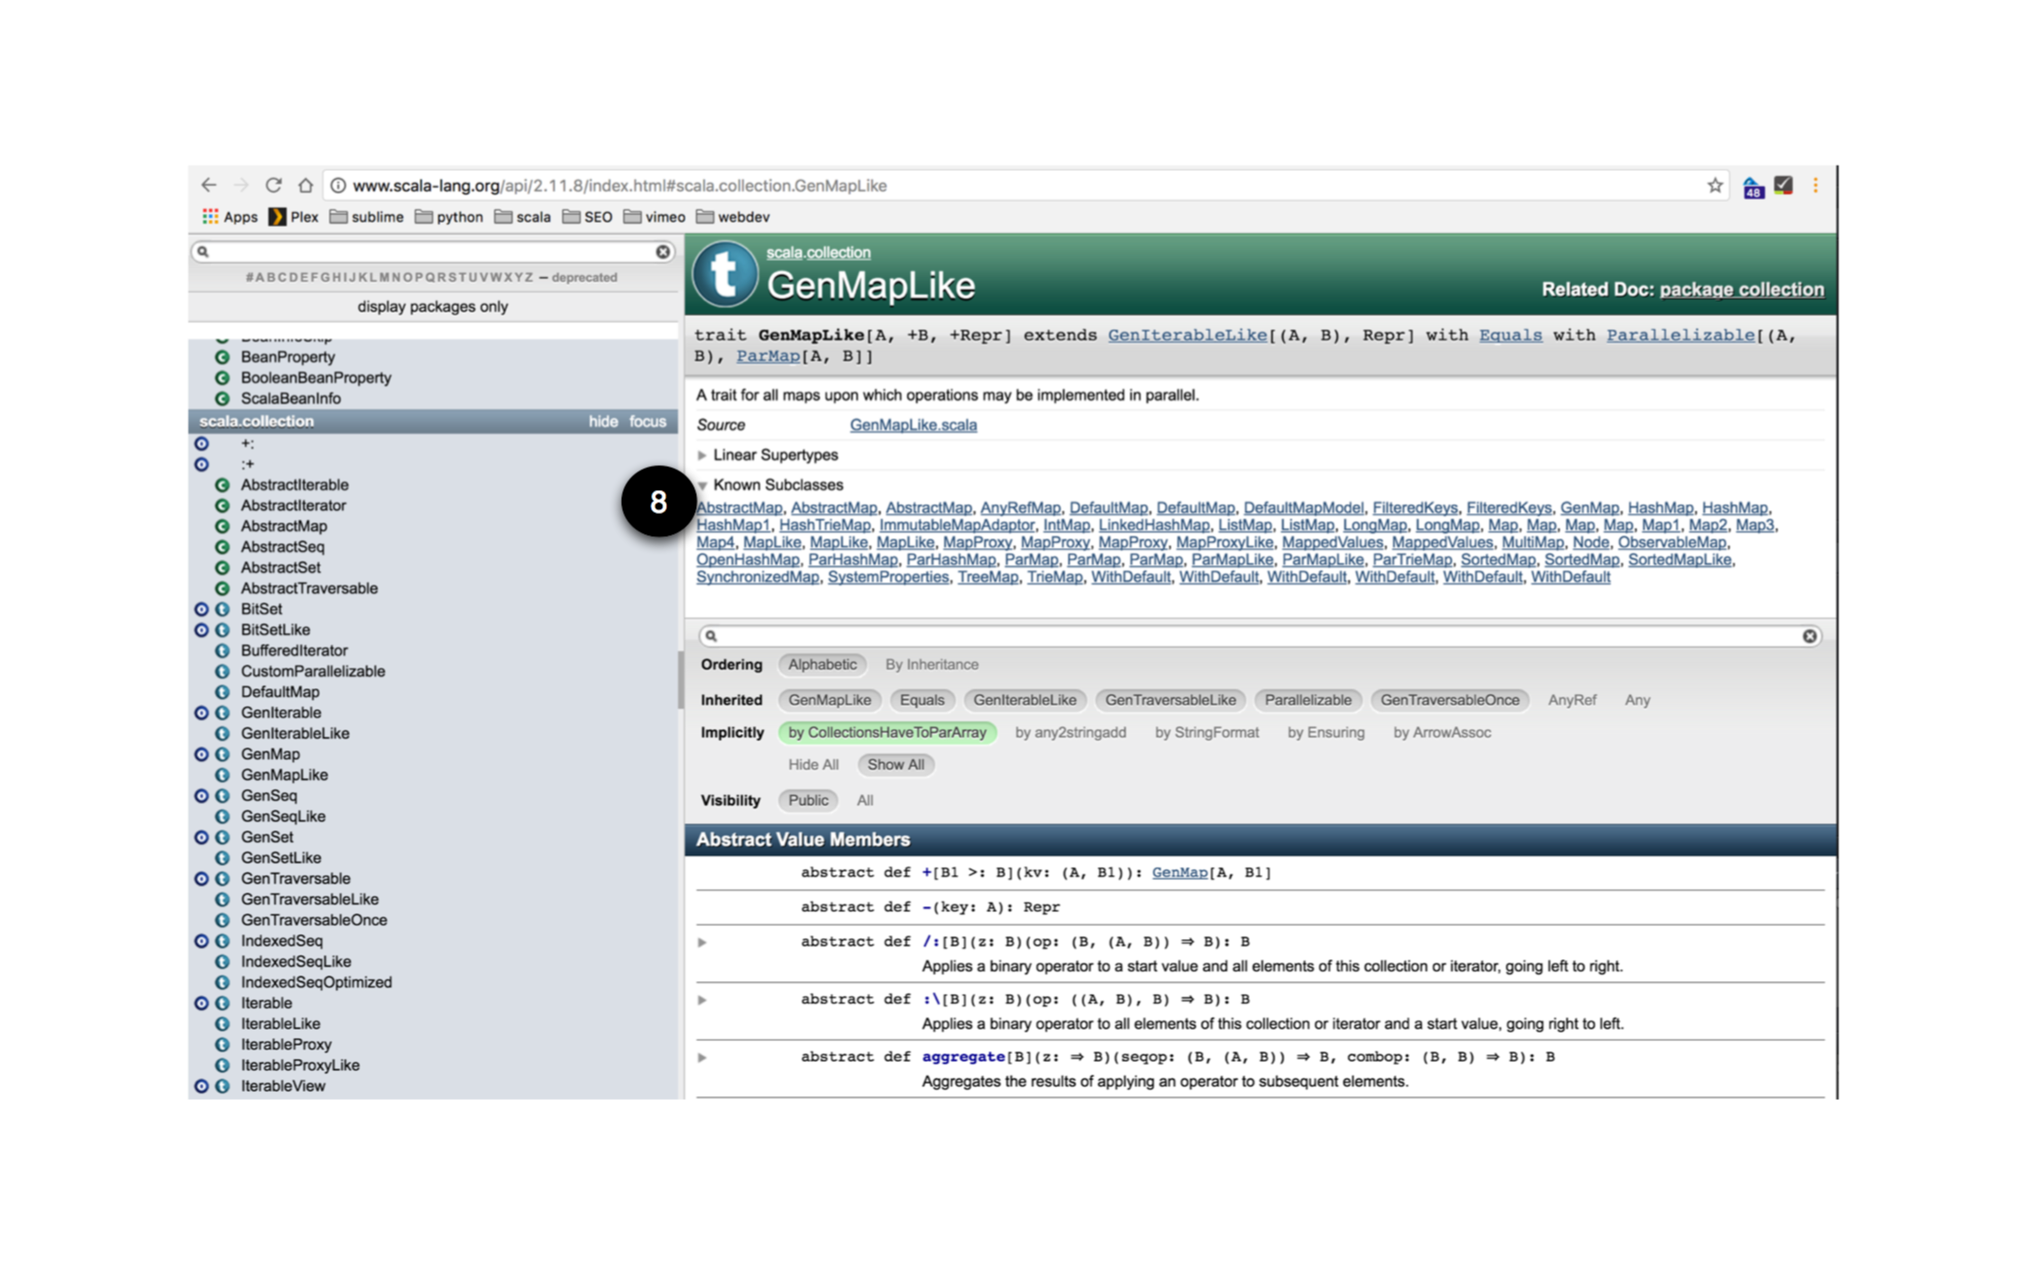 www.scala-lang.org/api/2.11.8/index.html#scala.collection.GenMapLike
48
Apps Plex sublime python scala SEO vimeo webdev
#ABCDEFGHIJKLMNOPQRSTUVWXYZ – deprecated
display packages only
BeanProperty
BooleanBeanProperty
ScalaBeanInfo
scala.collection hide focus
+:
:+
AbstractIterable
AbstractIterator
AbstractMap
AbstractSeq
AbstractSet
AbstractTraversable
BitSet
BitSetLike
BufferedIterator
CustomParallelizable
DefaultMap
GenIterable
GenIterableLike
GenMap
GenMapLike
GenSeq
GenSeqLike
GenSet
GenSetLike
GenTraversable
GenTraversableLike
GenTraversableOnce
IndexedSeq
IndexedSeqLike
IndexedSeqOptimized
Iterable
IterableLike
IterableProxy
IterableProxyLike
IterableView
t
scala.collection
GenMapLike
Related Doc: package collection
trait GenMapLike[A, +B, +Repr] extends GenIterableLike[(A, B), Repr] with Equals with Parallelizable[(A,
B), ParMap[A, B]]
A trait for all maps upon which operations may be implemented in parallel.
Source GenMapLike.scala
Linear Supertypes
8
Known Subclasses
AbstractMap, AbstractMap, AbstractMap, AnyRefMap, DefaultMap, DefaultMap, DefaultMapModel, FilteredKeys, FilteredKeys, GenMap, HashMap, HashMap,
HashMap1, HashTrieMap, ImmutableMapAdaptor, IntMap, LinkedHashMap, ListMap, ListMap, LongMap, LongMap, Map, Map, Map, Map, Map1, Map2, Map3,
Map4, MapLike, MapLike, MapLike, MapProxy, MapProxy, MapProxy, MapProxyLike, MappedValues, MappedValues, MultiMap, Node, ObservableMap,
OpenHashMap, ParHashMap, ParHashMap, ParMap, ParMap, ParMap, ParMapLike, ParMapLike, ParTrieMap, SortedMap, SortedMap, SortedMapLike,
SynchronizedMap, SystemProperties, TreeMap, TrieMap, WithDefault, WithDefault, WithDefault, WithDefault, WithDefault, WithDefault
Ordering Alphabetic By Inheritance
Inherited GenMapLike Equals GenIterableLike GenTraversableLike Parallelizable GenTraversableOnce AnyRef Any
Implicitly by CollectionsHaveToParArray by any2stringadd by StringFormat by Ensuring by ArrowAssoc
Hide All Show All
Visibility Public All
Abstract Value Members
abstract def +[B1 >: B](kv: (A, B1)): GenMap[A, B1]
abstract def -(key: A): Repr
abstract def /:[B](z: B)(op: (B, (A, B)) ⇒ B): B
Applies a binary operator to a start value and all elements of this collection or iterator, going left to right.
abstract def :\[B](z: B)(op: ((A, B), B) ⇒ B): B
Applies a binary operator to all elements of this collection or iterator and a start value, going right to left.
abstract def aggregate[B](z: ⇒ B)(seqop: (B, (A, B)) ⇒ B, combop: (B, B) ⇒ B): B
Aggregates the results of applying an operator to subsequent elements.